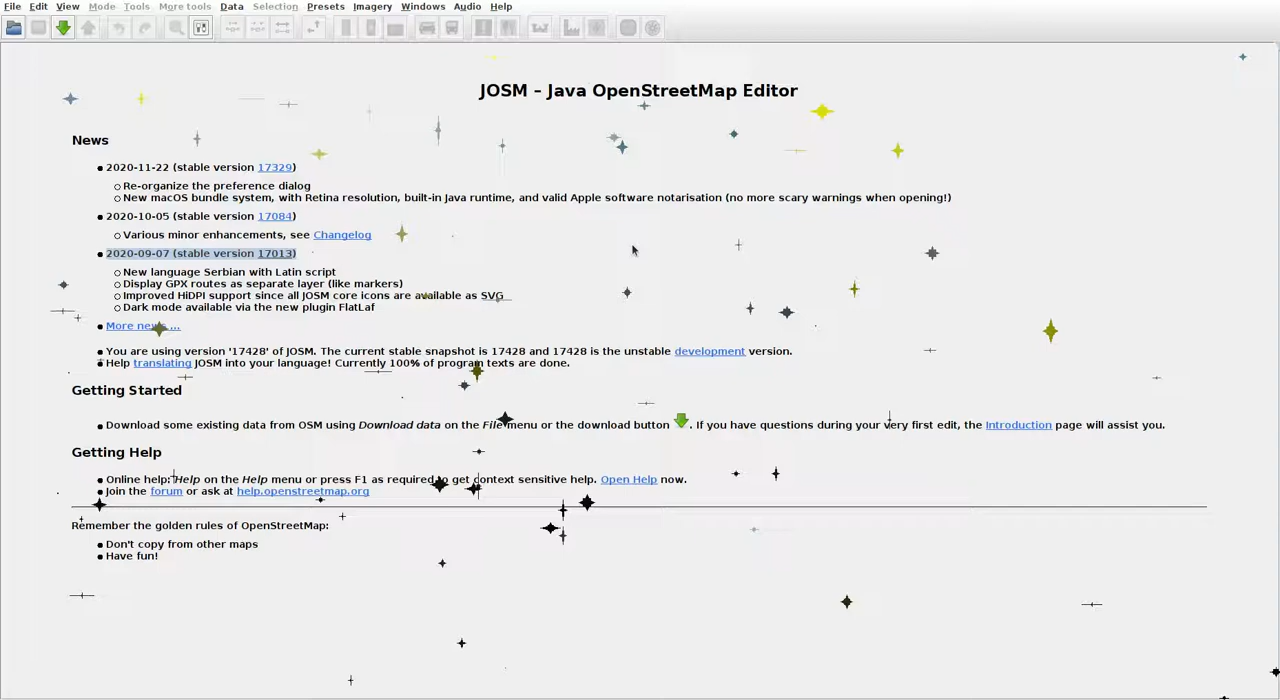 File Edit View Mode Tools More tools Data Selection Presets Imagery Windows Audio Help
JOSM – Java OpenStreetMap Editor
News
2020-11-22 (stable version 17329)
Re-organize the preference dialog
New macOS bundle system, with Retina resolution, built-in Java runtime, and valid Apple software notarisation (no more scary warnings when opening!)
2020-10-05 (stable version 17084)
Various minor enhancements, see Changelog
2020-09-07 (stable version 17013)
New language Serbian with Latin script
Display GPX routes as separate layer (like markers)
Improved HiDPI support since all JOSM core icons are available as SVG
Dark mode available via the new plugin FlatLaf
More news ...
You are using version '17428' of JOSM. The current stable snapshot is 17428 and 17428 is the unstable development version.
Help translating JOSM into your language! Currently 100% of program texts are done.
Getting Started
Download some existing data from OSM using Download data on the File menu or the download button . If you have questions during your very first edit, the Introduction page will assist you.
Getting Help
Online help: Help on the Help menu or press F1 as required to get context sensitive help. Open Help now.
Join the forum or ask at help.openstreetmap.org
Remember the golden rules of OpenStreetMap:
Don't copy from other maps
Have fun!